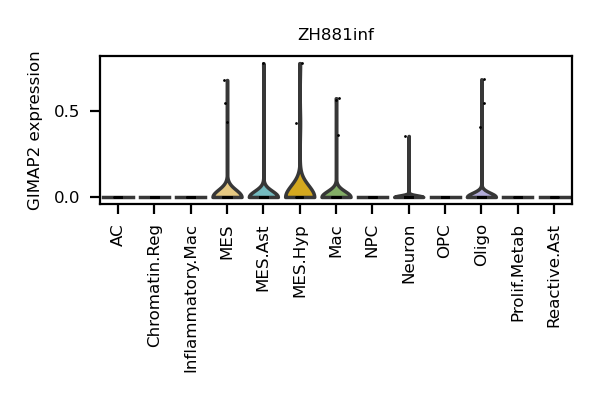 ZH881inf
GIMAP2 expression
0.5
0.0
AC
Chromatin.Reg
Inflammatory.Mac
MES
MES.Ast
MES.Hyp
Mac
NPC
Neuron
OPC
Oligo
Prolif.Metab
Reactive.Ast